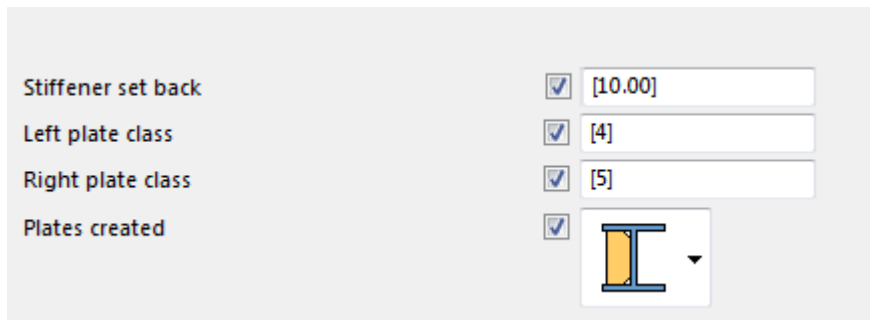 Stiffener set back [10.00]
Left plate class [4]
Right plate class [5]
Plates created